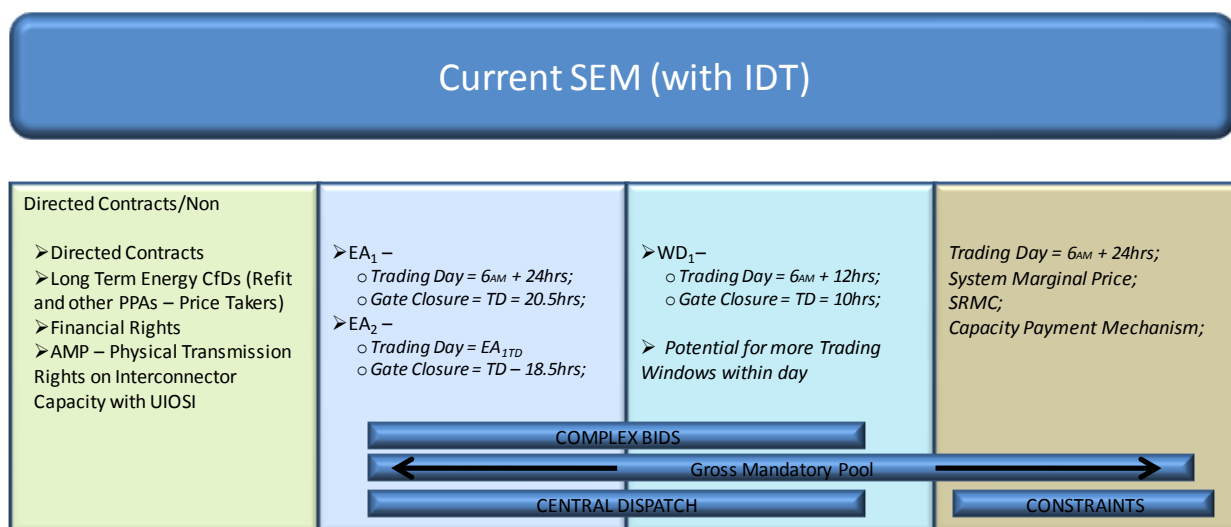 Current SEM (with IDT)
Directed Contracts/Non
➢Directed Contracts
➢Long Term Energy CfDs (Refit
and other PPAs – Price Takers)
➢Financial Rights
➢AMP – Physical Transmission
Rights on Interconnector
Capacity with UIOSI
➢EA1 –
o Trading Day = 6AM + 24hrs;
o Gate Closure = TD = 20.5hrs;
➢EA2 –
o Trading Day = EA1TD
o Gate Closure = TD – 18.5hrs;
➢WD1–
o Trading Day = 6AM + 12hrs;
o Gate Closure = TD = 10hrs;
➢ Potential for more Trading
Windows within day
Trading Day = 6AM + 24hrs;
System Marginal Price;
SRMC;
Capacity Payment Mechanism;
COMPLEX BIDS
Gross Mandatory Pool
CENTRAL DISPATCH
CONSTRAINTS